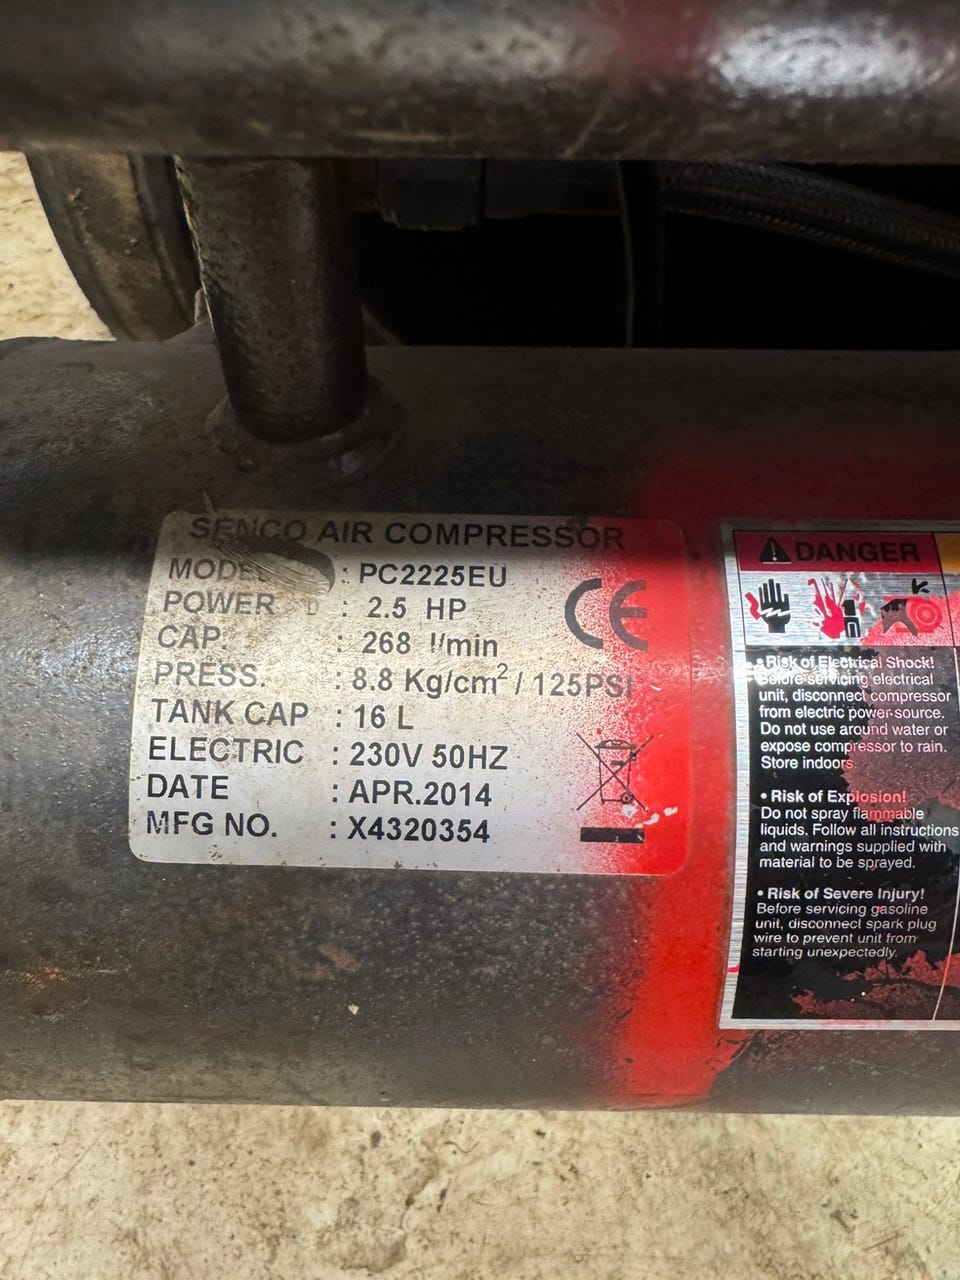 SENCO AIR COMPRESSOR
MODEL : PC2225EU
POWER : 2.5 HP
CAP. : 268 l/min
PRESS. : 8.8 Kg/cm² / 125PSI
TANK CAP : 16 L
ELECTRIC : 230V 50HZ
DATE : APR.2014
MFG NO. : X4320354
CE
DANGER
• Risk of Electrical Shock!
Before servicing electrical
unit, disconnect compressor
from electric power source.
Do not use around water or
expose compressor to rain.
Store indoors.
• Risk of Explosion!
Do not spray flammable
liquids. Follow all instructions
and warnings supplied with
material to be sprayed.
• Risk of Severe Injury!
Before servicing gasoline
unit, disconnect spark plug
wire to prevent unit from
starting unexpectedly.